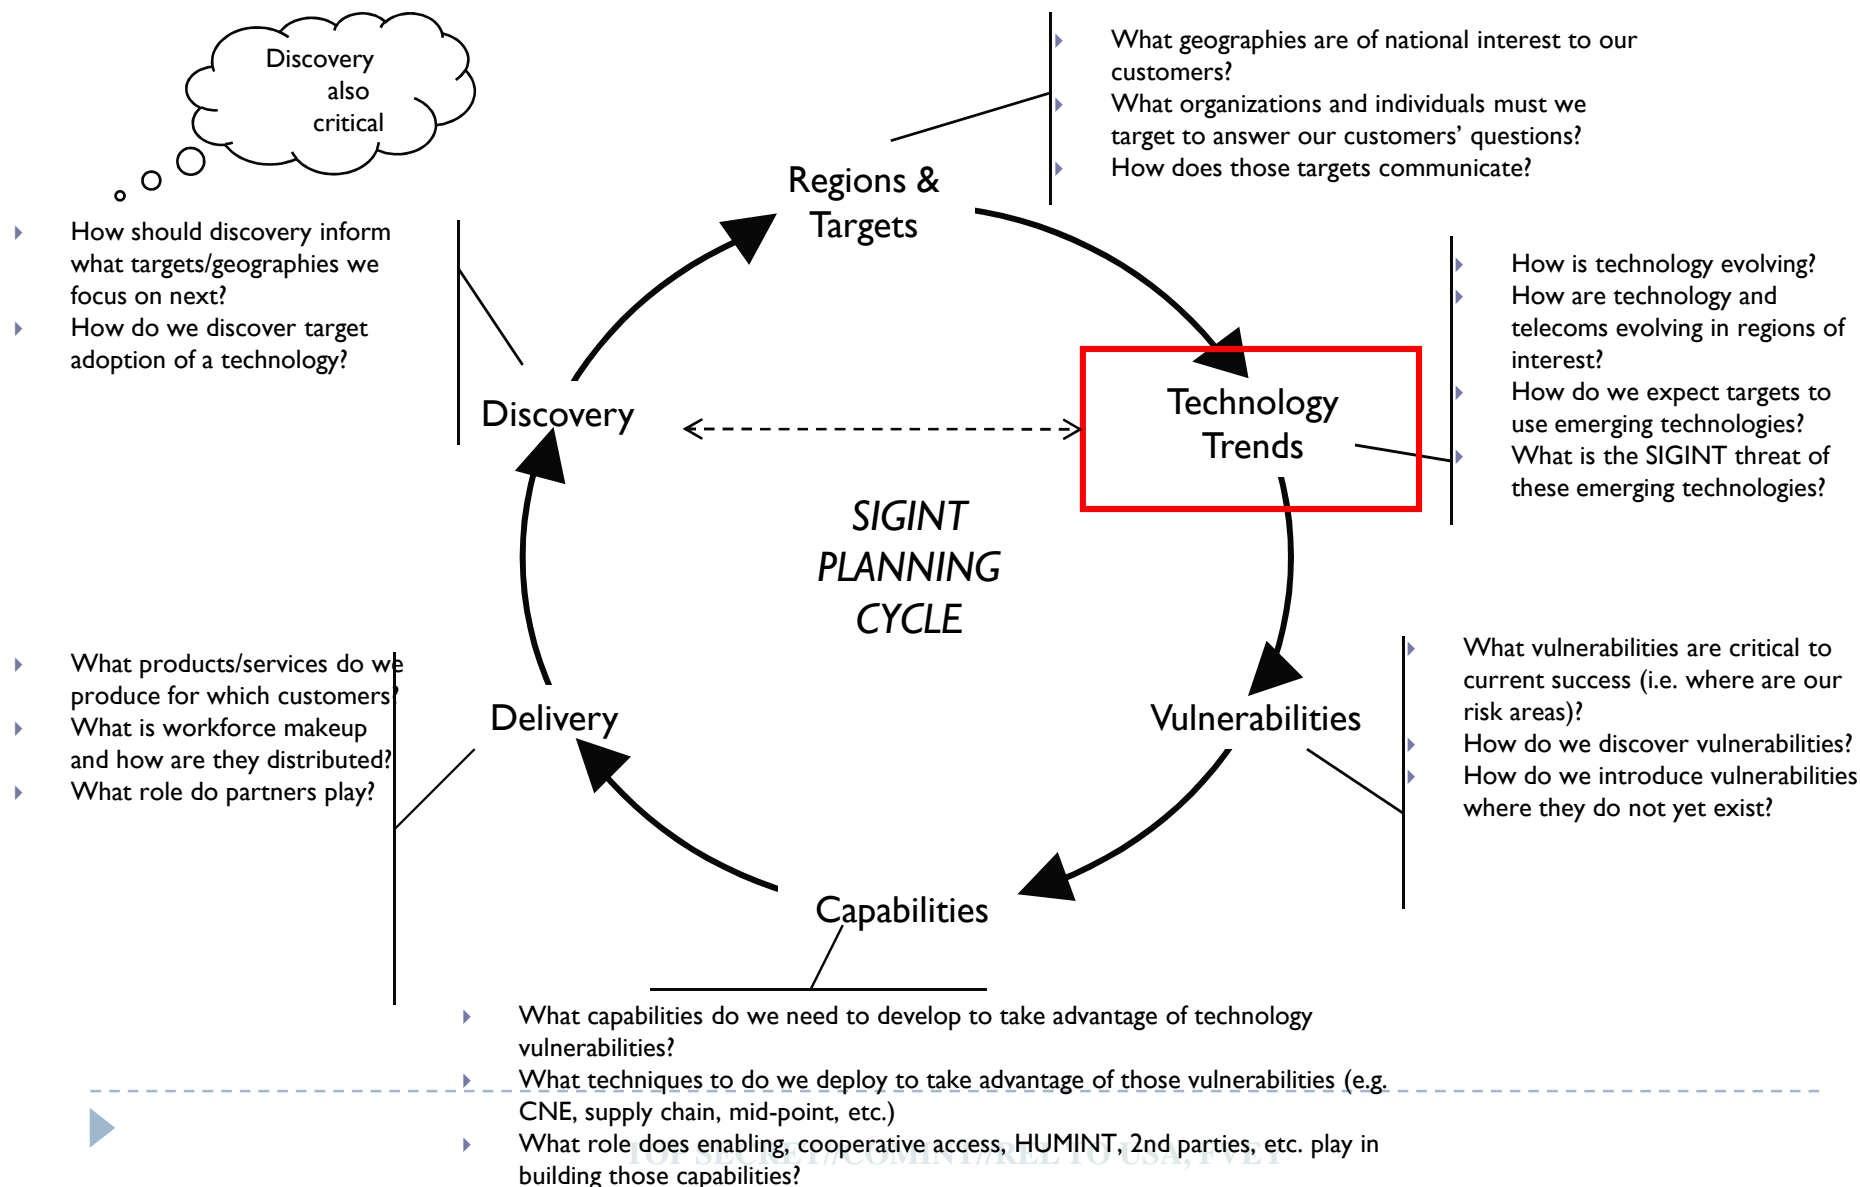 Discovery
also
critical
What geographies are of national interest to our
customers?
What organizations and individuals must we
target to answer our customers’ questions?
How does those targets communicate?
Regions &
Targets
How should discovery inform
what targets/geographies we
focus on next?
How do we discover target
adoption of a technology?
How is technology evolving?
How are technology and
telecoms evolving in regions of
interest?
How do we expect targets to
use emerging technologies?
What is the SIGINT threat of
these emerging technologies?
Discovery
Technology
Trends
SIGINT
PLANNING
CYCLE
What products/services do we
produce for which customers?
What is workforce makeup
and how are they distributed?
What role do partners play?
Delivery
Vulnerabilities
What vulnerabilities are critical to
current success (i.e. where are our
risk areas)?
How do we discover vulnerabilities?
How do we introduce vulnerabilities
where they do not yet exist?
Capabilities
What capabilities do we need to develop to take advantage of technology
vulnerabilities?
What techniques to do we deploy to take advantage of those vulnerabilities (e.g.
CNE, supply chain, mid-point, etc.)
What role does enabling, cooperative access, HUMINT, 2nd parties, etc. play in
building those capabilities?
TOP SECRET//COMINT//REL TO USA, FVEY